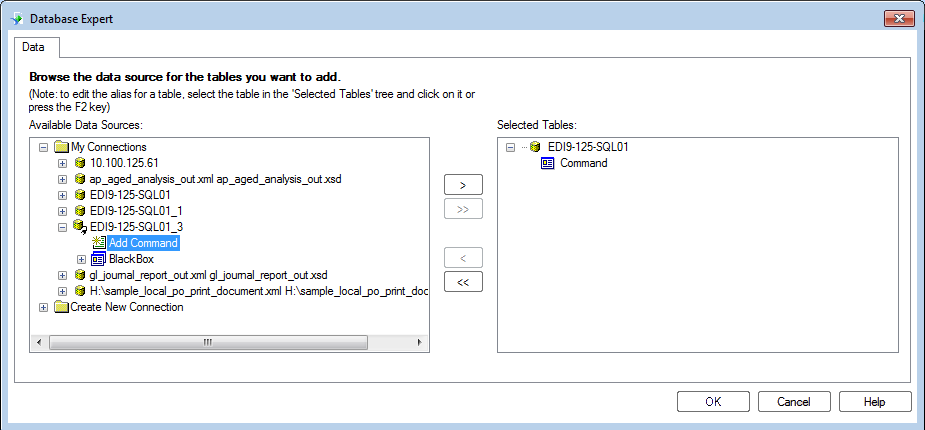 Database Expert
Data
Browse the data source for the tables you want to add.
(Note: to edit the alias for a table, select the table in the 'Selected Tables' tree and click on it or
press the F2 key)
Available Data Sources:
My Connections
10.100.125.61
ap_aged_analysis_out.xml ap_aged_analysis_out.xsd
EDI9-125-SQL01
EDI9-125-SQL01_1
EDI9-125-SQL01_3
Add Command
BlackBox
gl_journal_report_out.xml gl_journal_report_out.xsd
H:\sample_local_po_print_document.xml H:\sample_local_po_print_doc
Create New Connection
>
>>
<
<<
Selected Tables:
EDI9-125-SQL01
Command
OK
Cancel
Help